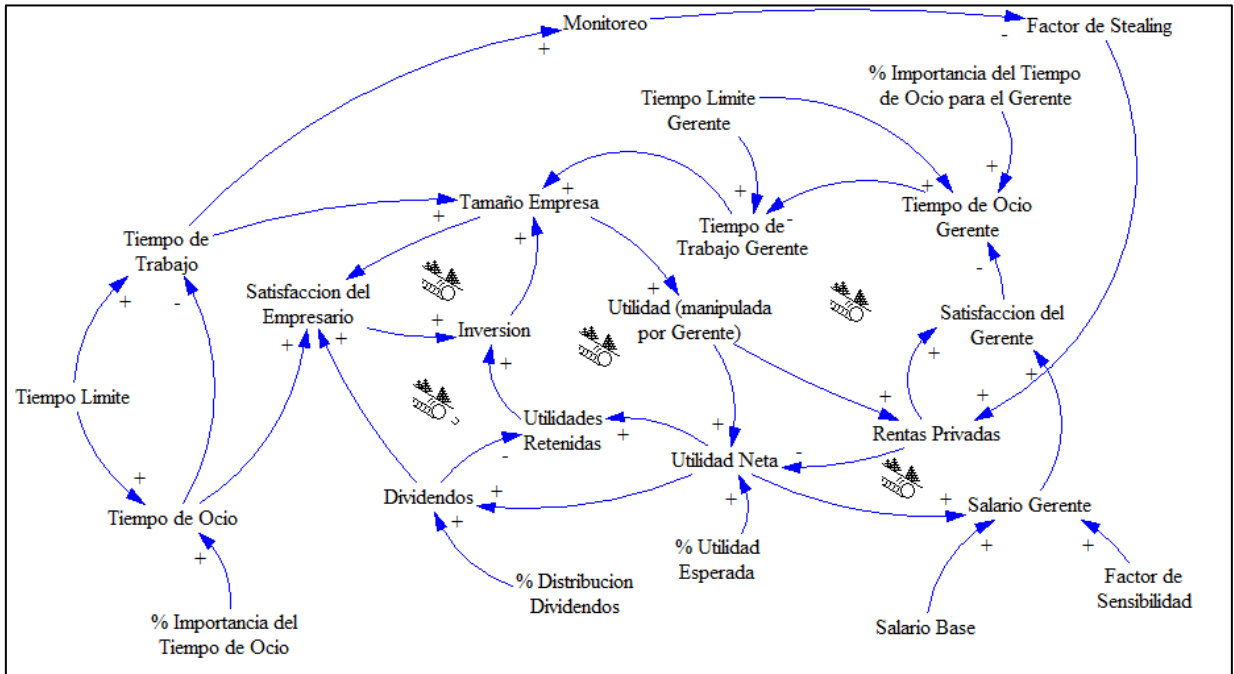 Monitoreo
Factor de Stealing
% Importancia del Tiempo
de Ocio para el Gerente
Tiempo Limite
Gerente
Tamaño Empresa
Tiempo de
Trabajo Gerente
Tiempo de Ocio
Gerente
Tiempo de
Trabajo
Satisfaccion del
Empresario
Inversion
Utilidad (manipulada
por Gerente)
Satisfaccion del
Gerente
Tiempo Limite
Utilidades
Retenidas
Rentas Privadas
Utilidad Neta
Dividendos
Salario Gerente
Tiempo de Ocio
% Utilidad
Esperada
% Distribucion
Dividendos
Factor de
Sensibilidad
Salario Base
% Importancia del
Tiempo de Ocio